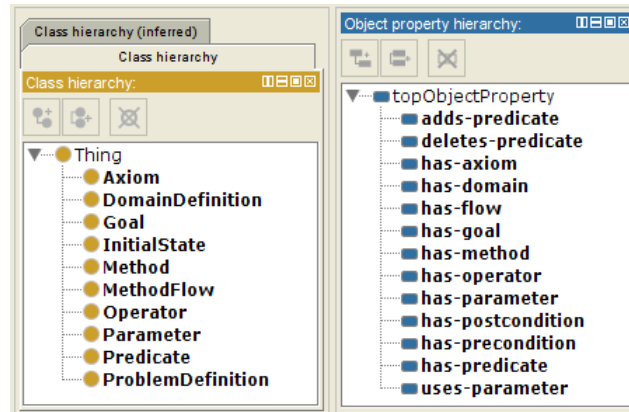 Class hierarchy (inferred)
Class hierarchy
Class hierarchy:
Thing
Axiom
DomainDefinition
Goal
InitialState
Method
MethodFlow
Operator
Parameter
Predicate
ProblemDefinition
Object property hierarchy:
topObjectProperty
adds-predicate
deletes-predicate
has-axiom
has-domain
has-flow
has-goal
has-method
has-operator
has-parameter
has-postcondition
has-precondition
has-predicate
uses-parameter